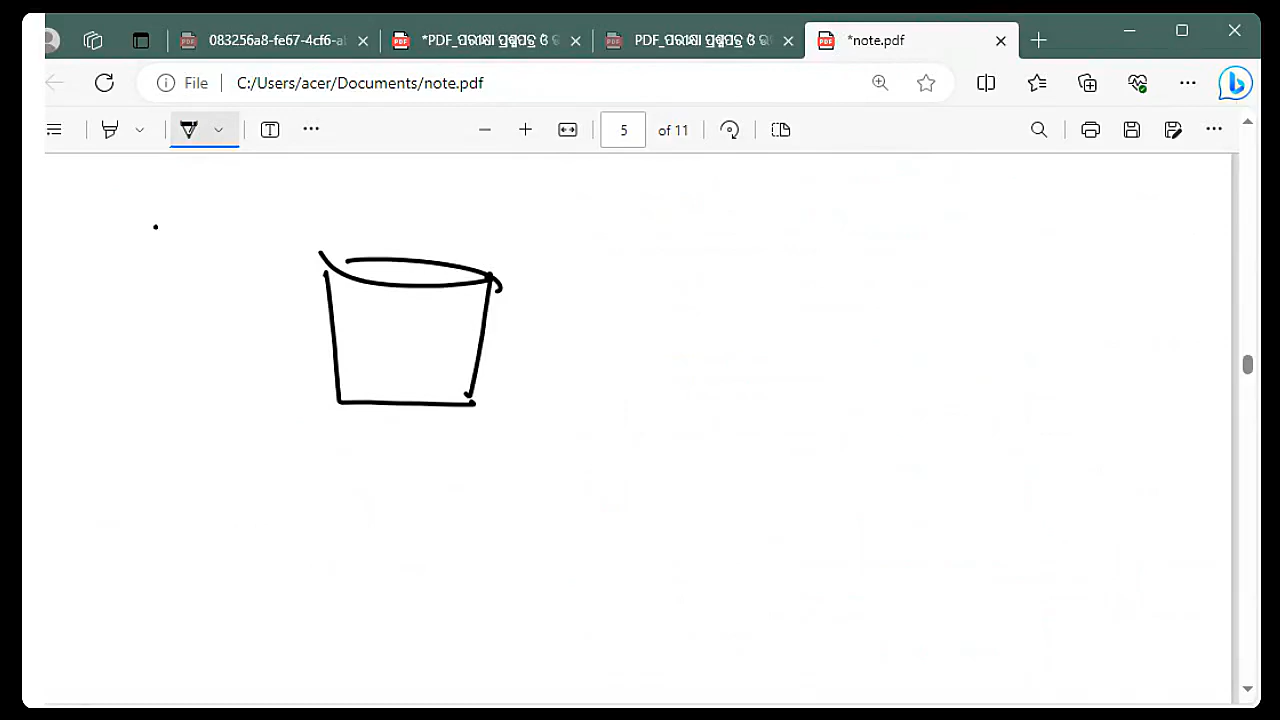 083256a8-fe67-4cf6-a
*PDF_ପରୀକ୍ଷା ପ୍ରଶ୍ନପତ୍ର ଓ
PDF_ପରୀକ୍ଷା ପ୍ରଶ୍ନପତ୍ର ଓ
*note.pdf
File
C:/Users/acer/Documents/note.pdf
5 of 11